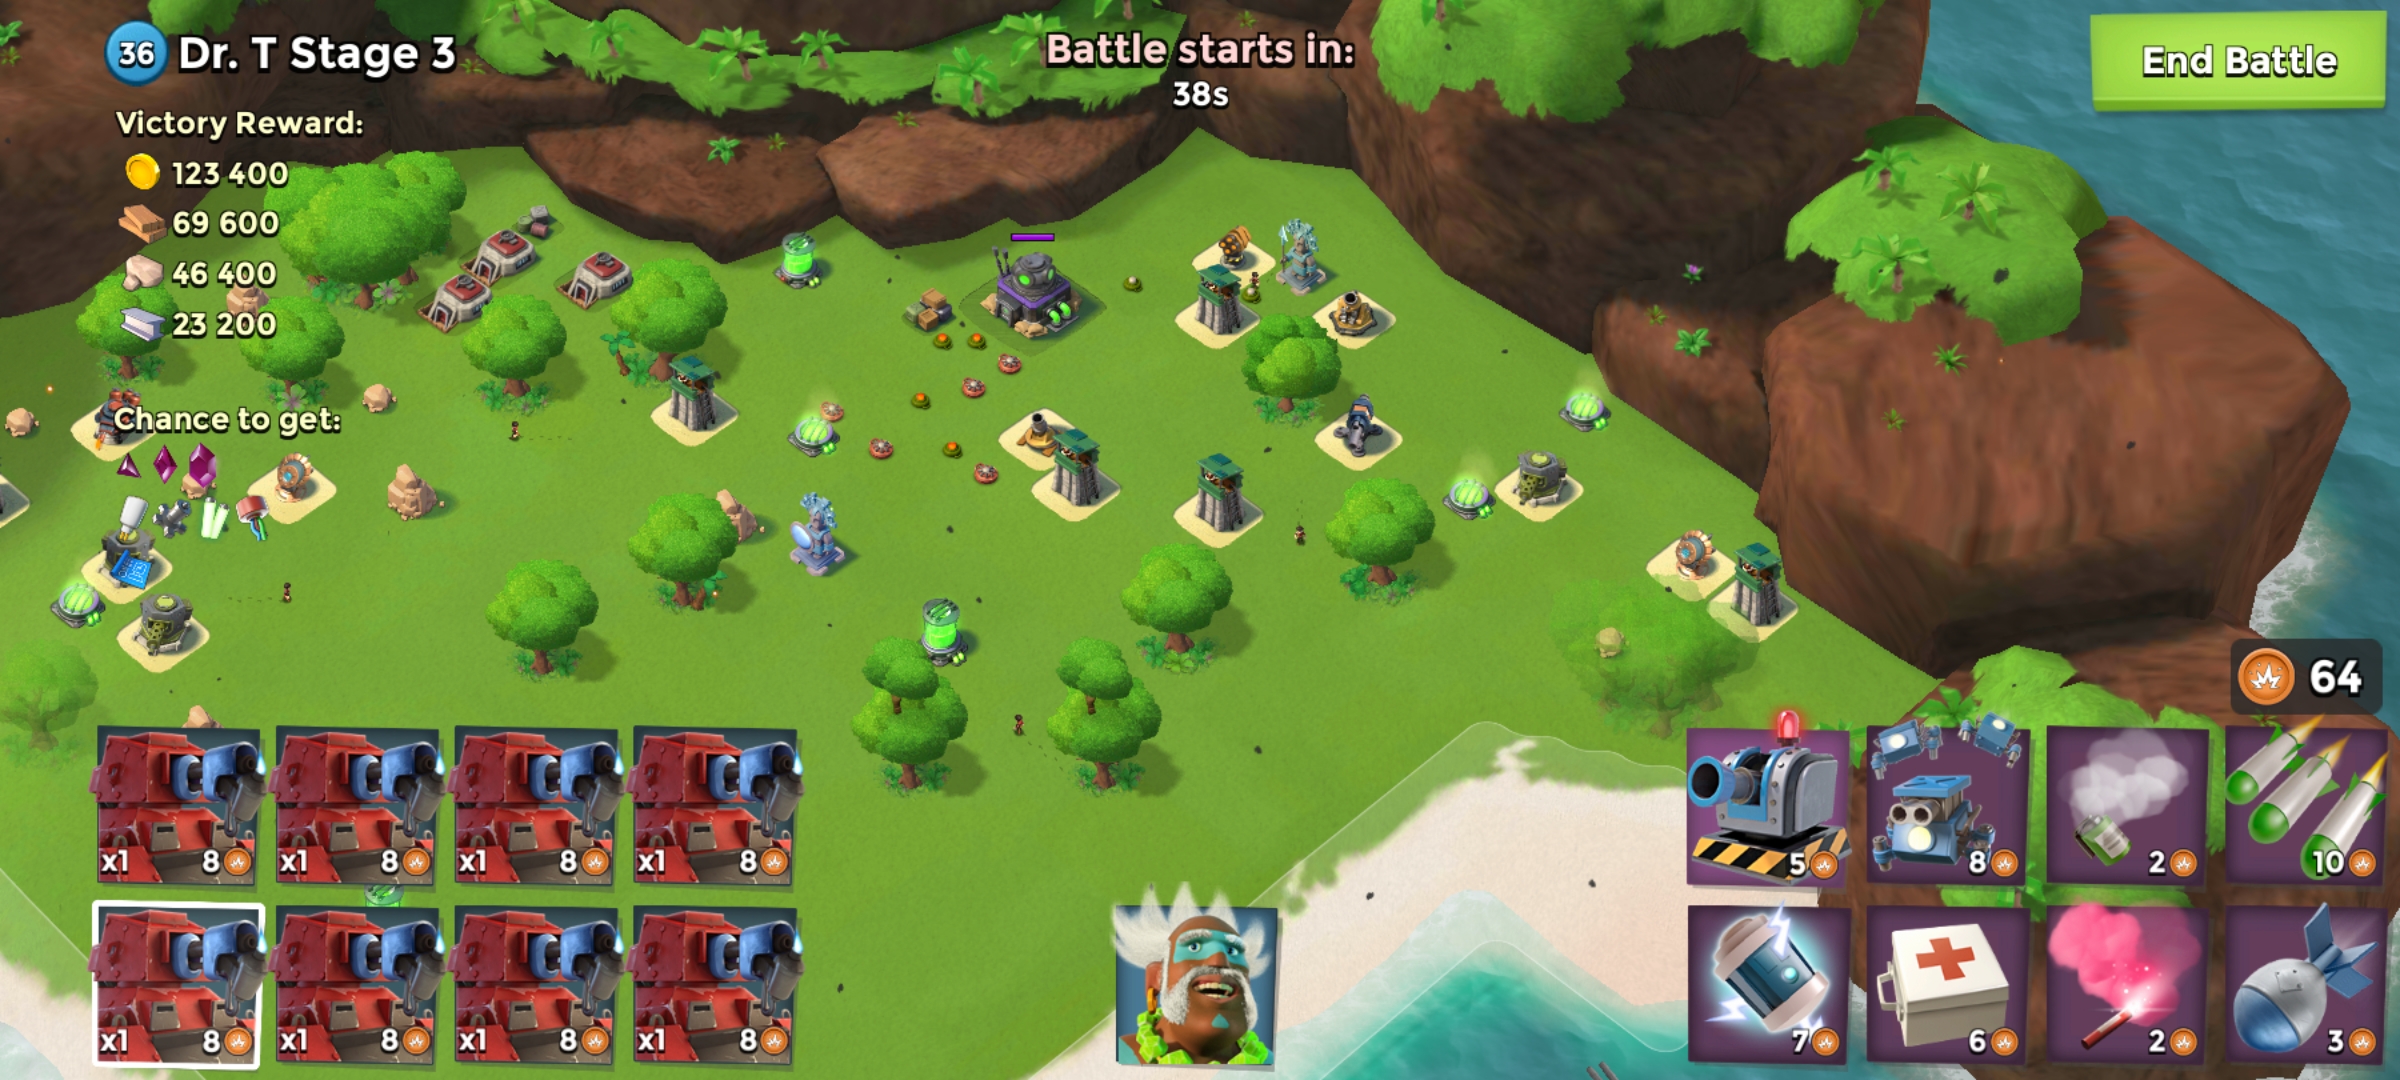 36 Dr. T Stage 3
Battle starts in:
38s
End Battle
Victory Reward:
123 400
69 600
46 400
23 200
Chance to get:
64
x1 8
x1 8
x1 8
x1 8
5
8
2
10
x1 8
x1 8
x1 8
x1 8
7
6
2
3